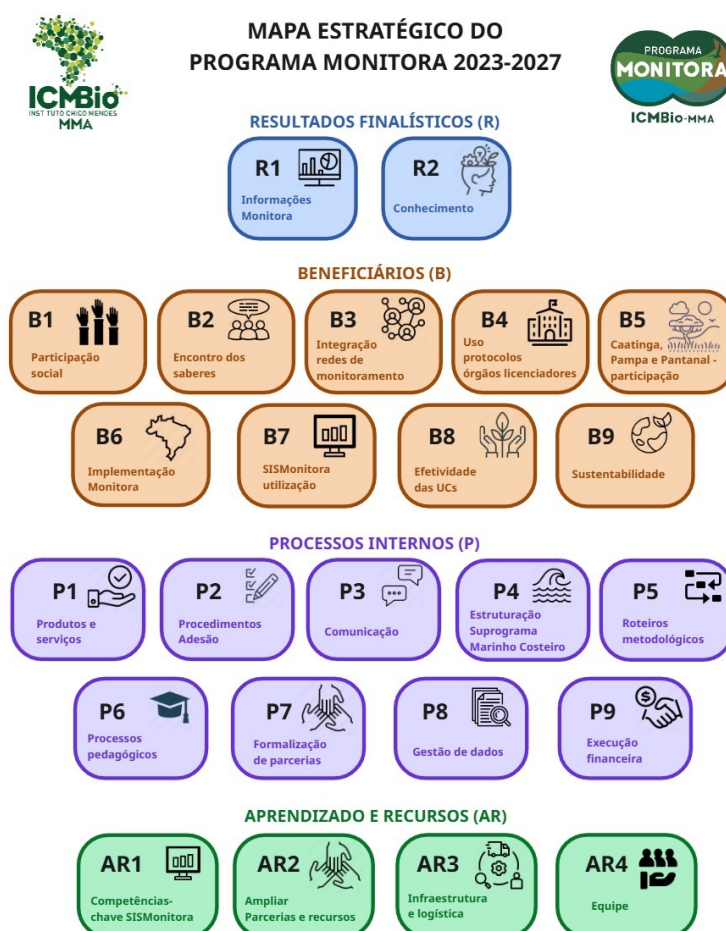 MAPA ESTRATÉGICO DO
PROGRAMA MONITORA 2023-2027
ICMBio
INST TUTO CHICO MENDES
MMA
PROGRAMA
MONITORA
ICMBio-MMA
RESULTADOS FINALÍSTICOS (R)
R1
Informações
Monitora
R2
Conhecimento
BENEFICIÁRIOS (B)
B1
Participação
social
B2
Encontro dos
saberes
B3
Integração
redes de
monitoramento
B4
Uso
protocolos
órgãos licenciadores
B5
Caatinga,
Pampa e Pantanal -
participação
B6
Implementação
Monitora
B7
SISMonitora
utilização
B8
Efetividade
das UCs
B9
Sustentabilidade
PROCESSOS INTERNOS (P)
P1
Produtos e
serviços
P2
Procedimentos
Adesão
P3
Comunicação
P4
Estruturação
Suprograma
Marinho Costeiro
P5
Roteiros
metodológicos
P6
Processos
pedagógicos
P7
Formalização
de parcerias
P8
Gestão de dados
P9
Execução
financeira
APRENDIZADO E RECURSOS (AR)
AR1
Competências-
chave SISMonitora
AR2
Ampliar
Parcerias e recursos
AR3
Infraestrutura
e logística
AR4
Equipe